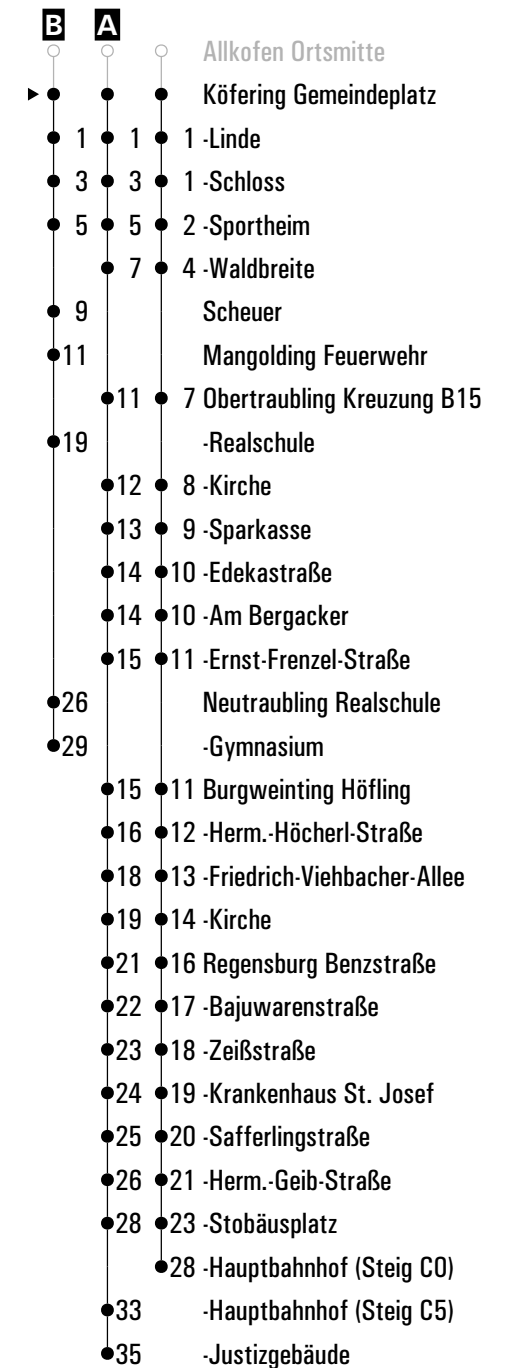 B A
Allkofen Ortsmitte
Köfering Gemeindeplatz
1 1 1 -Linde
3 3 1 -Schloss
5 5 2 -Sportheim
7 4 -Waldbreite
9 Scheuer
11 Mangolding Feuerwehr
11 7 Obertraubling Kreuzung B15
19 -Realschule
12 8 -Kirche
13 9 -Sparkasse
14 10 -Edekastraße
14 10 -Am Bergacker
15 11 -Ernst-Frenzel-Straße
26 Neutraubling Realschule
29 -Gymnasium
15 11 Burgweinting Höfling
16 12 -Herm.-Höcherl-Straße
18 13 -Friedrich-Viehbacher-Allee
19 14 -Kirche
21 16 Regensburg Benzstraße
22 17 -Bajuwarenstraße
23 18 -Zeißstraße
24 19 -Krankenhaus St. Josef
25 20 -Safferlingstraße
26 21 -Herm.-Geib-Straße
28 23 -Stobäusplatz
28 -Hauptbahnhof (Steig C0)
33 -Hauptbahnhof (Steig C5)
35 -Justizgebäude